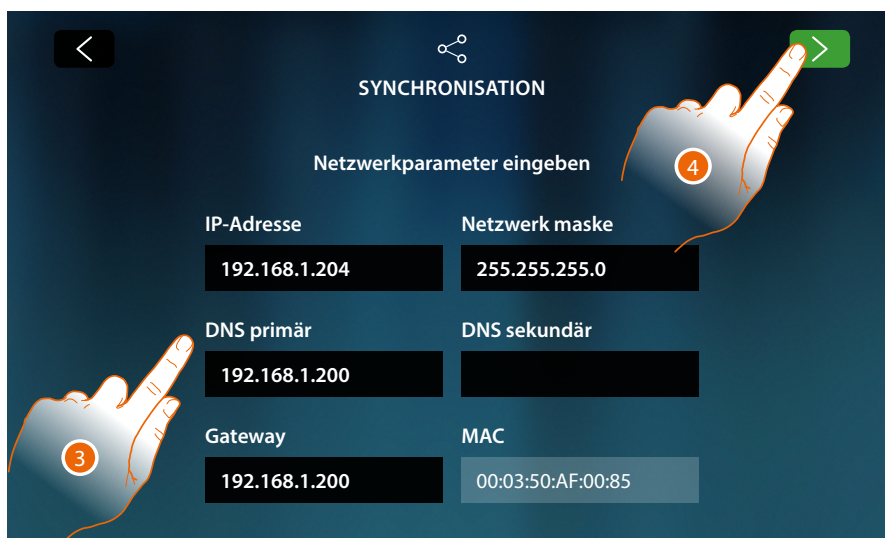 SYNCHRONISATION
Netzwerkparameter eingeben
4
IP-Adresse
Netzwerk maske
192.168.1.204
255.255.255.0
DNS primär
DNS sekundär
192.168.1.200
Gateway
MAC
3
192.168.1.200
00:03:50:AF:00:85